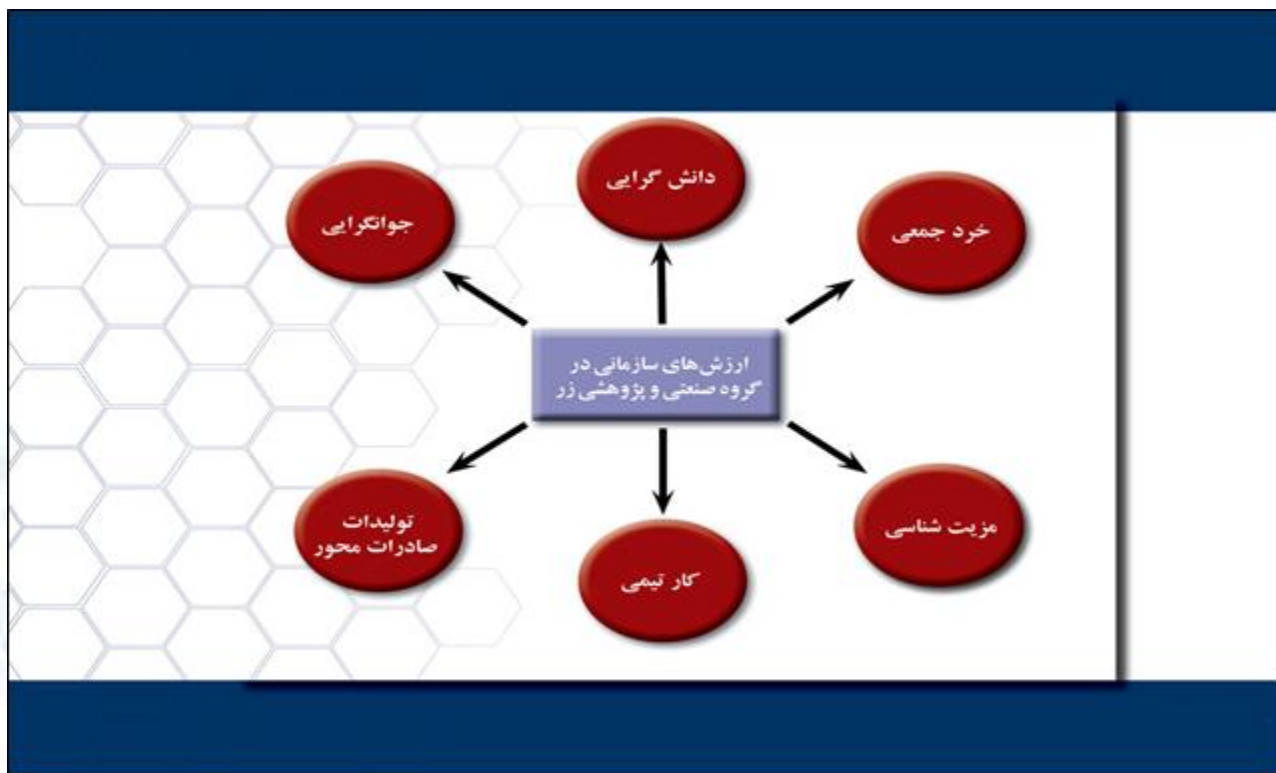 دانش گرایی
خرد جمعی
جوانگرایی
ارزش‌های سازمانی در
گروه صنعتی و پژوهشی زر
مزیت شناسی
تولیدات
صادرات محور
کار تیمی